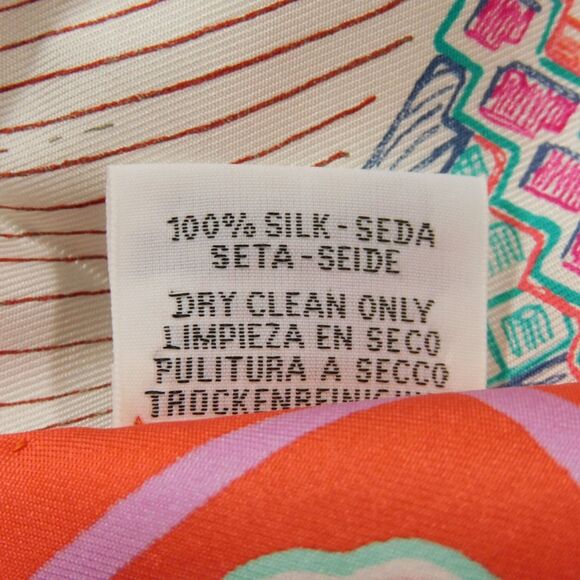 100% SILK-SEDA
SETA-SEIDE
DRY CLEAN ONLY
LIMPIEZA EN SECO
PULITURA A SECCO